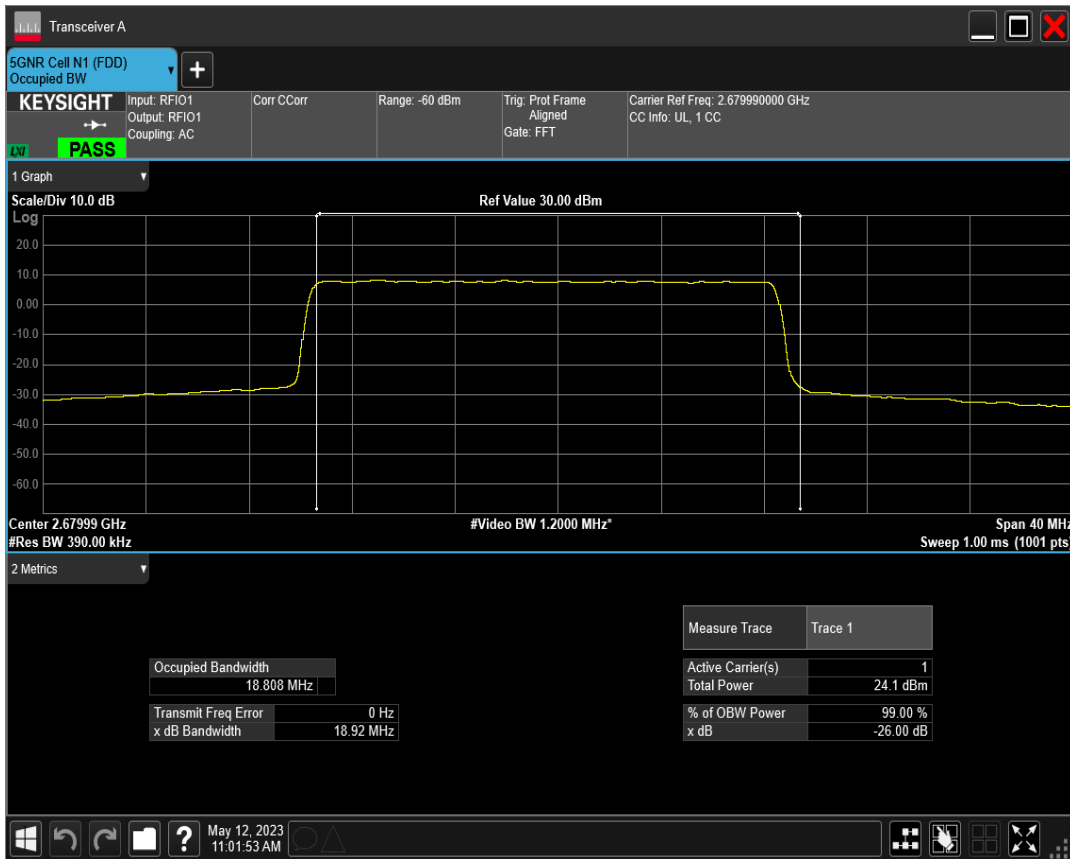 Transceiver A
5GNR Cell N1 (FDD)
Occupied BW
+
KEYSIGHT
LXI
PASS
Input: RFIO1
Output: RFIO1
Coupling: AC
Corr CCorr
Range: -60 dBm
Trig: Prot Frame
Aligned
Gate: FFT
Carrier Ref Freq: 2.679990000 GHz
CC Info: UL, 1 CC
1 Graph
Scale/Div 10.0 dB
Ref Value 30.00 dBm
Log
20.0
10.0
0.00
-10.0
-20.0
-30.0
-40.0
-50.0
-60.0
Center 2.67999 GHz
#Video BW 1.2000 MHz*
Span 40 MHz
#Res BW 390.00 kHz
Sweep 1.00 ms (1001 pts)
2 Metrics
Measure Trace Trace 1
Occupied Bandwidth
18.808 MHz
Active Carrier(s) 1
Total Power 24.1 dBm
Transmit Freq Error 0 Hz
x dB Bandwidth 18.92 MHz
% of OBW Power 99.00 %
x dB -26.00 dB
?
May 12, 2023
11:01:53 AM